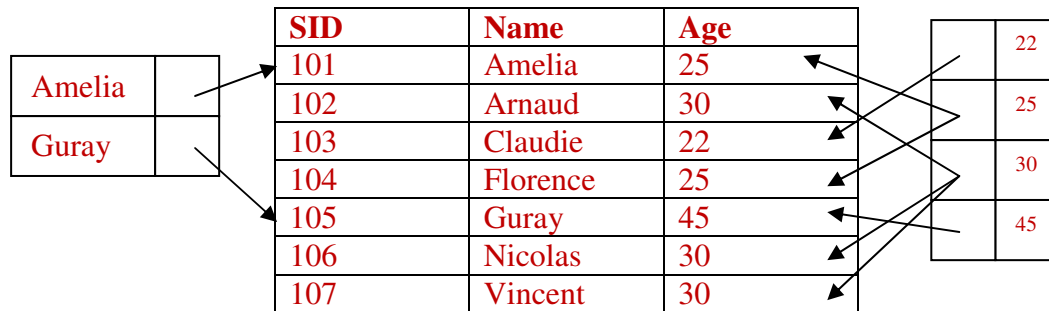 Amelia
Guray
SID Name Age
101 Amelia 25
102 Arnaud 30
103 Claudie 22
104 Florence 25
105 Guray 45
106 Nicolas 30
107 Vincent 30
22
25
30
45